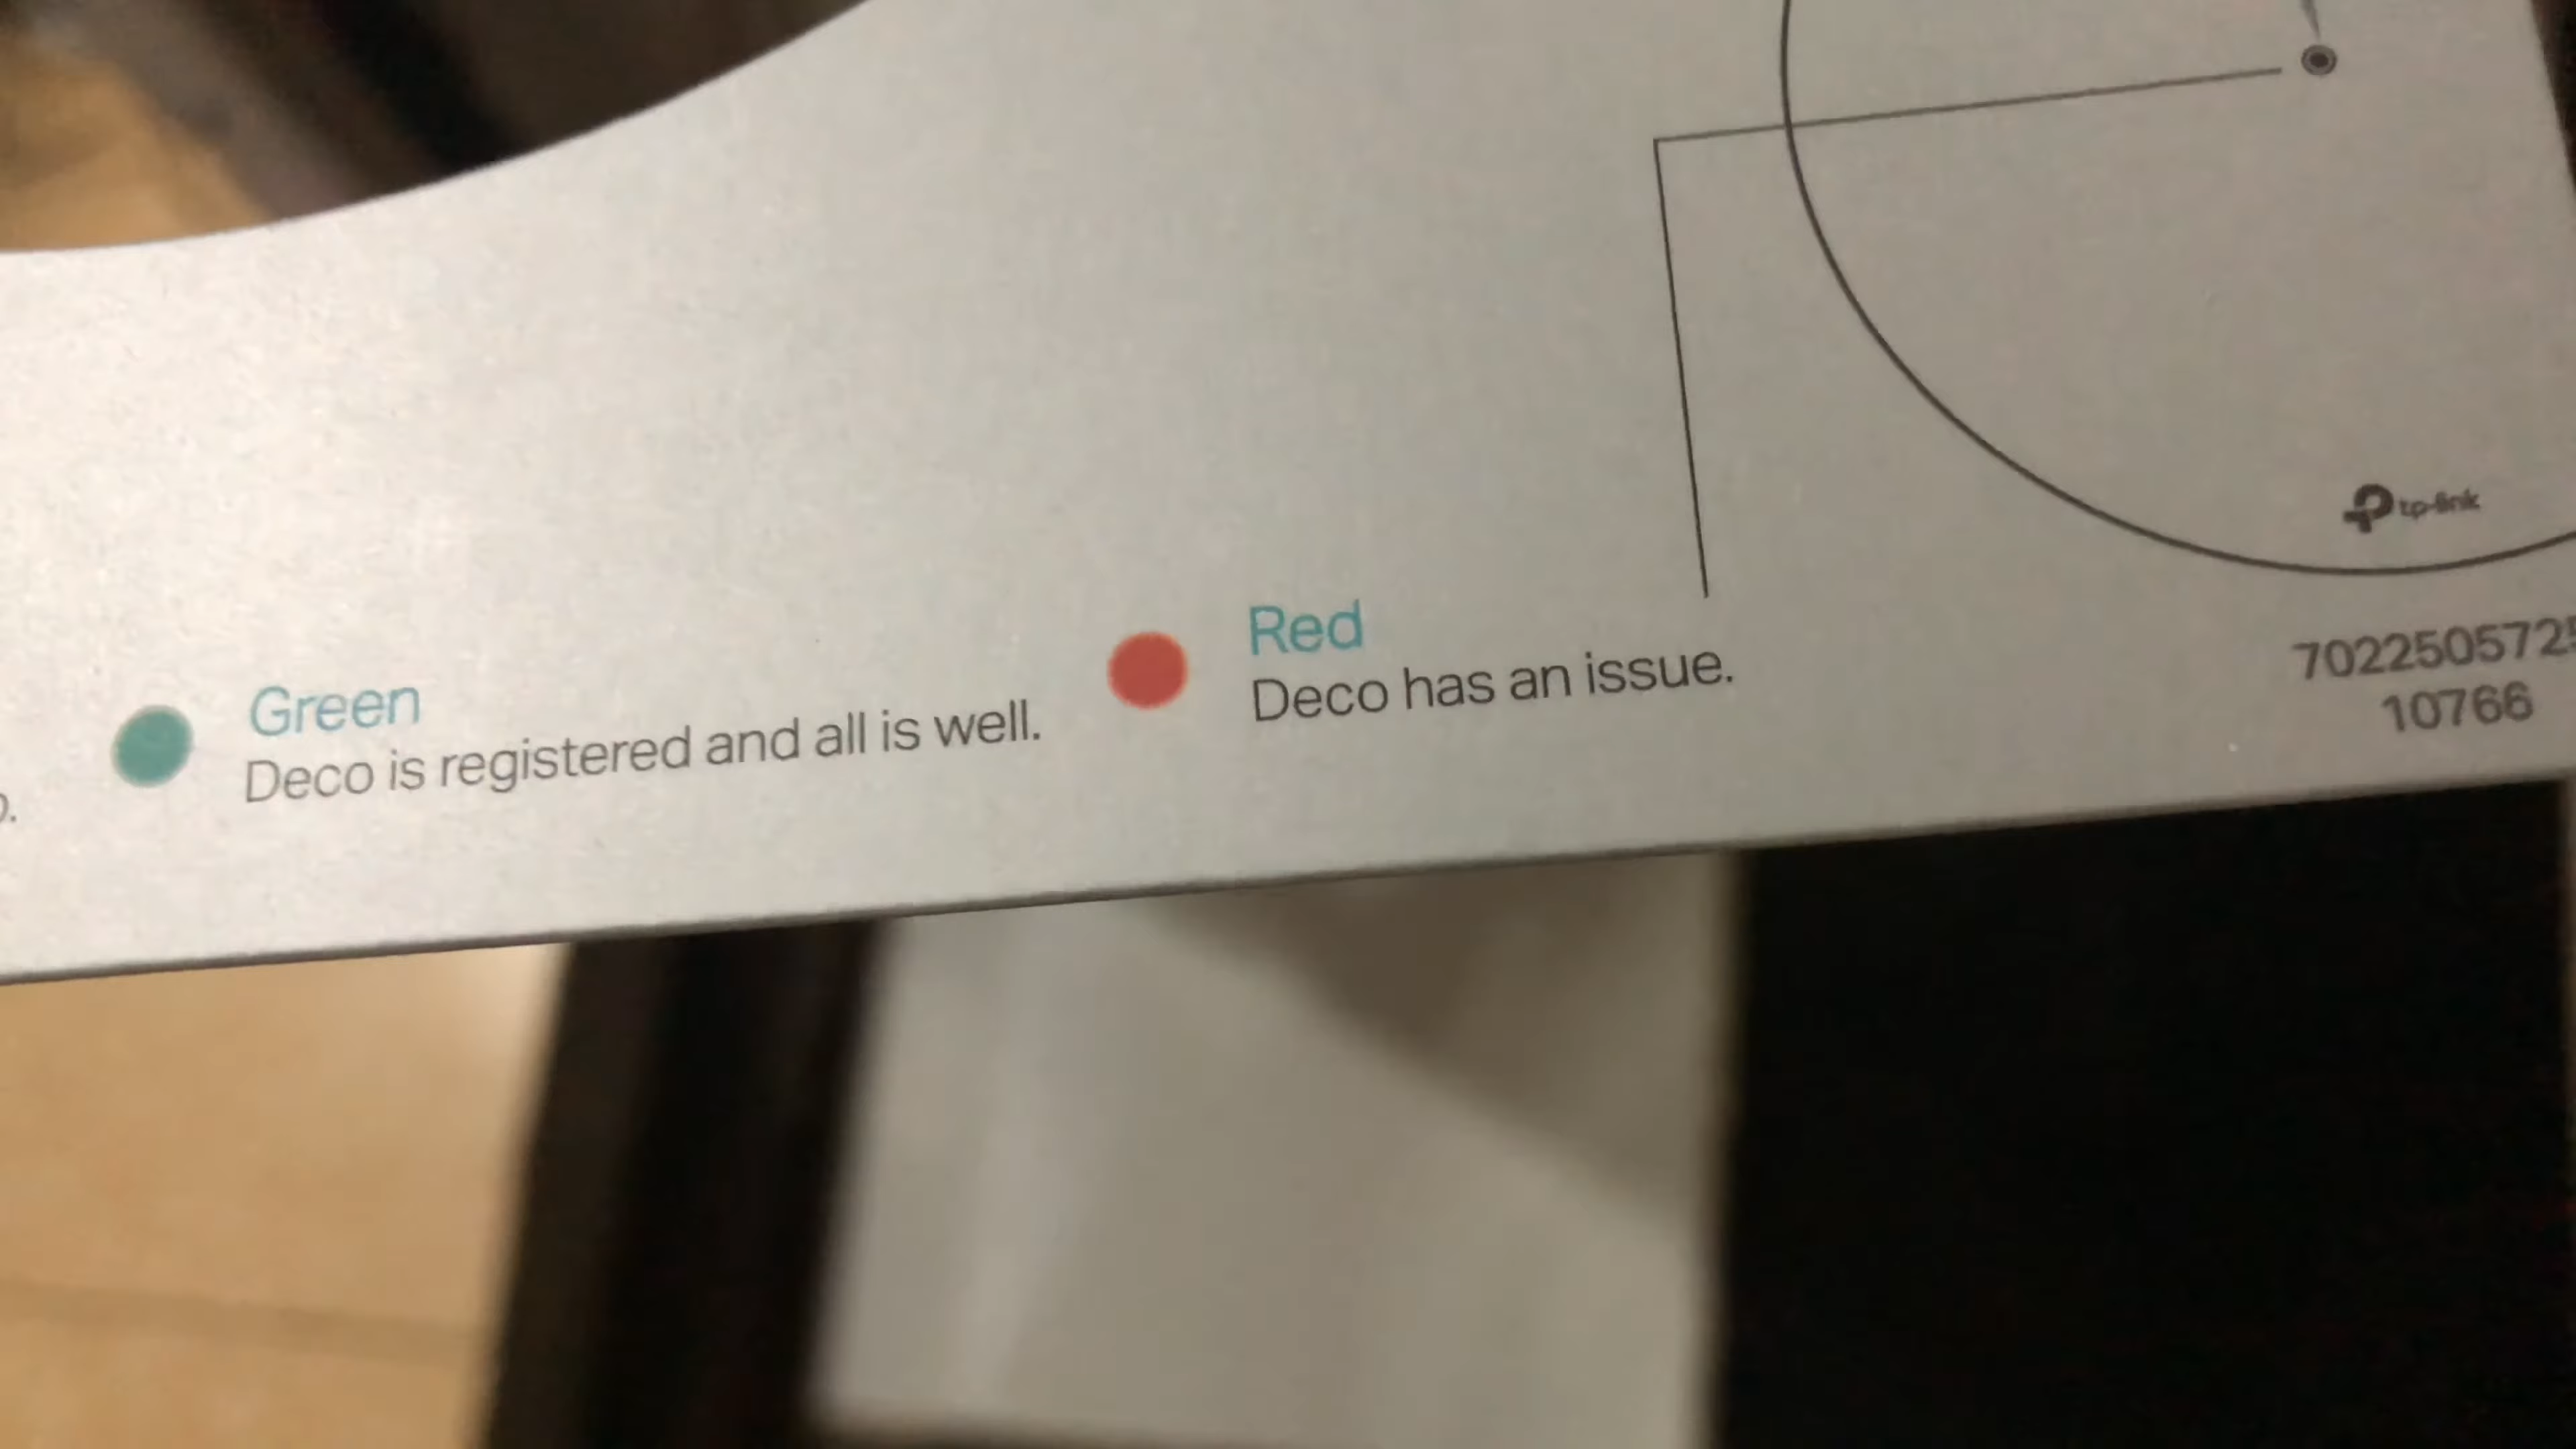 tp-link
Green
Deco is registered and all is well.
Red
Deco has an issue.
10766